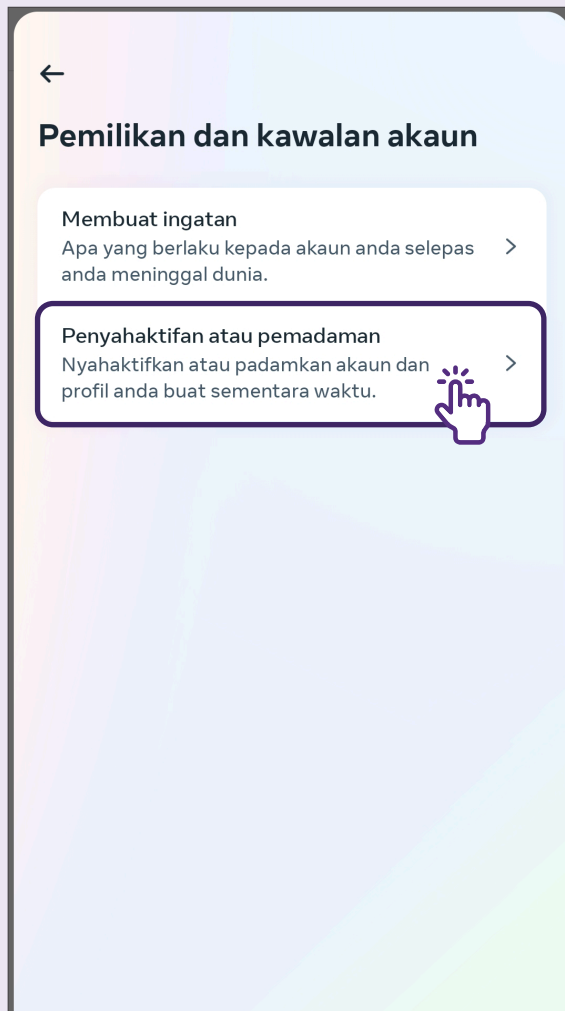 Pemilikan dan kawalan akaun
Membuat ingatan
Apa yang berlaku kepada akaun anda selepas
anda meninggal dunia.
Penyahaktifan atau pemadaman
Nyahaktifkan atau padamkan akaun dan
profil anda buat sementara waktu.